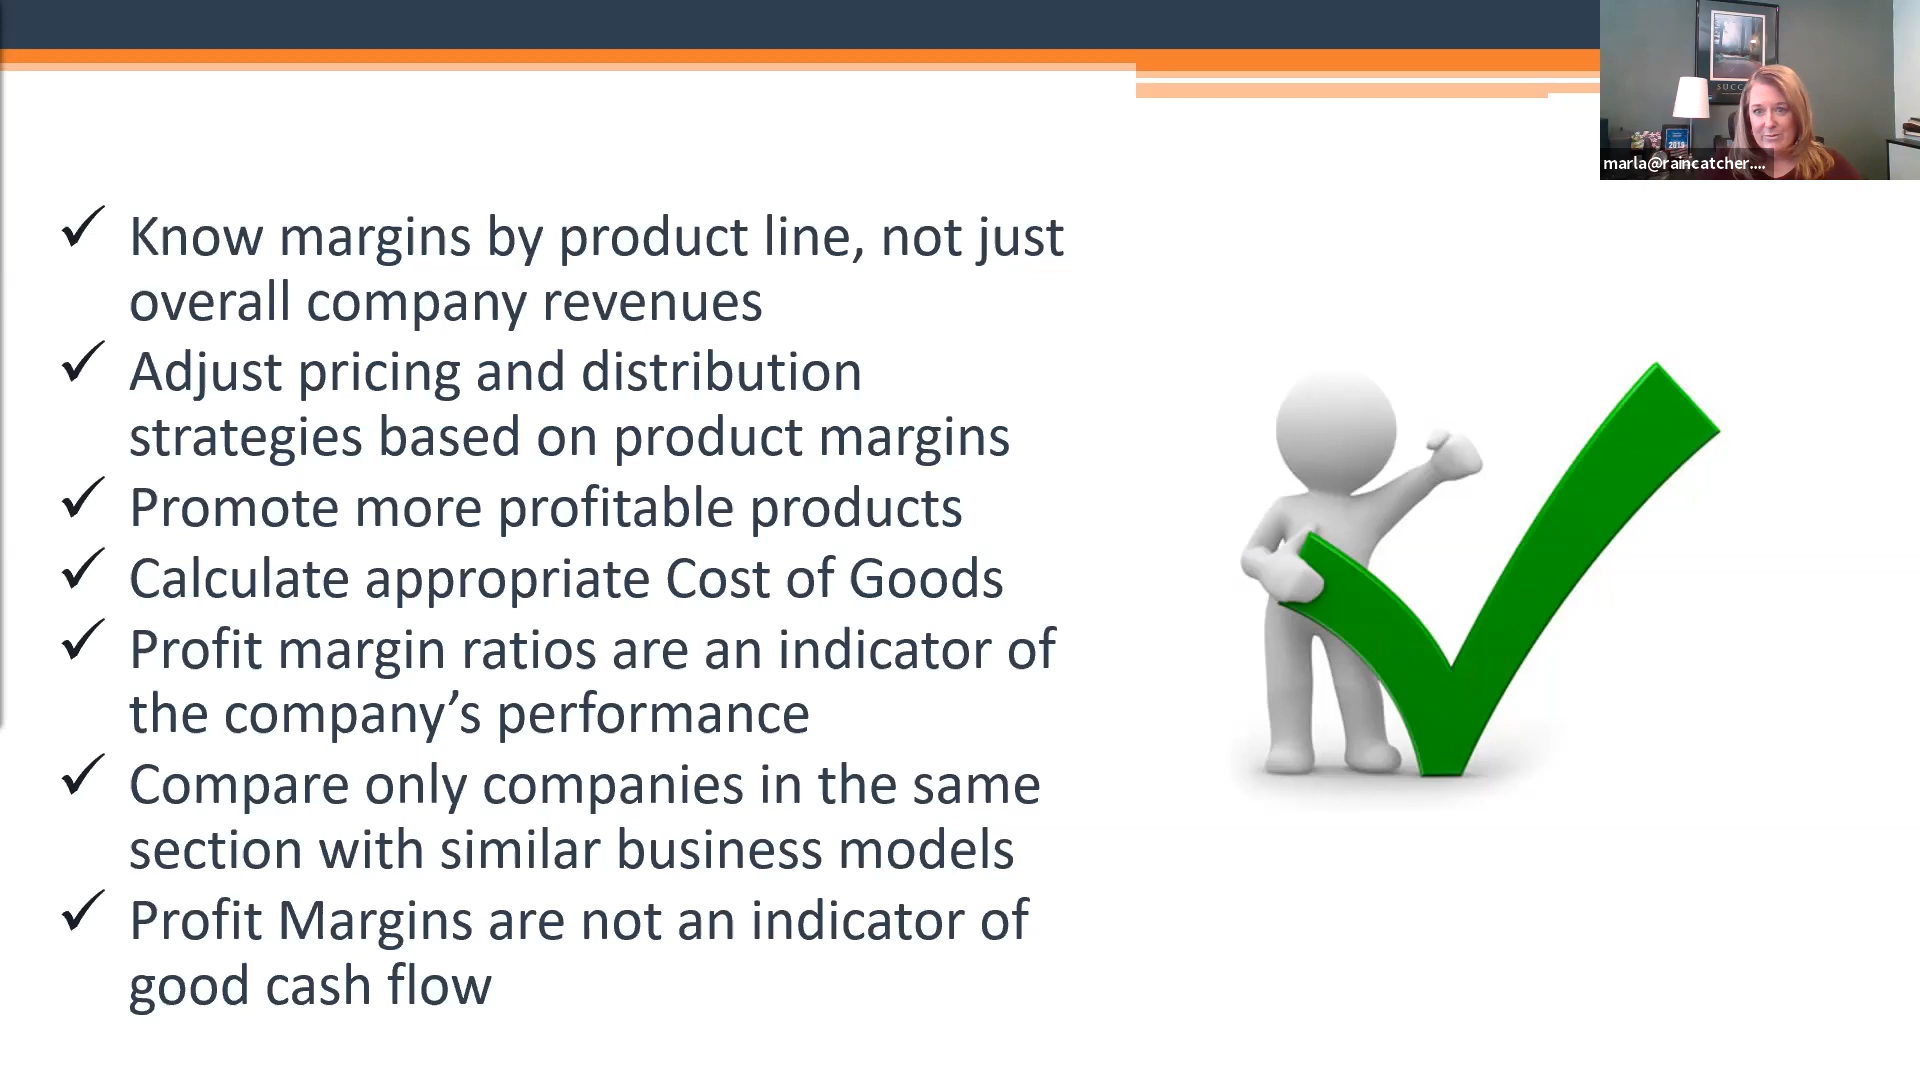 SUCC
2019
marla@raincatcher....
Know margins by product line, not just
overall company revenues
Adjust pricing and distribution
strategies based on product margins
Promote more profitable products
Calculate appropriate Cost of Goods
Profit margin ratios are an indicator of
the company’s performance
Compare only companies in the same
section with similar business models
Profit Margins are not an indicator of
good cash flow